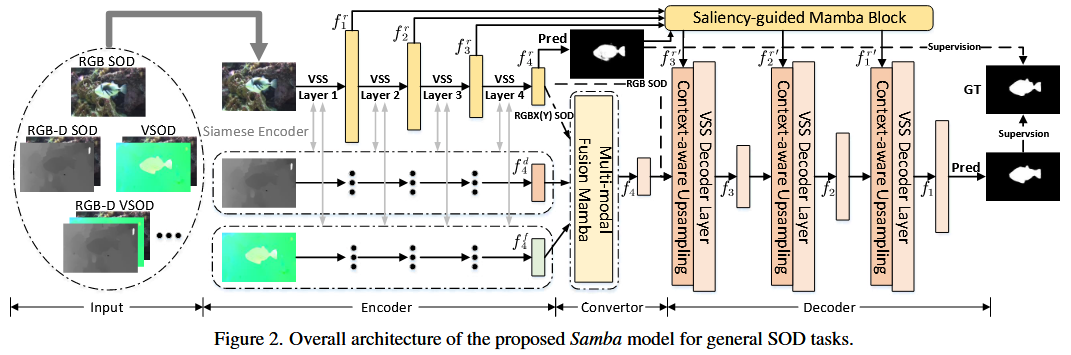 RGB SOD
RGB-D SOD
VSOD
RGB-D VSOD
Siamese Encoder
VSS
Layer 1
VSS
Layer 2
VSS
Layer 3
VSS
Layer 4
f_1^r
f_2^r
f_3^r
f_4^r
f_4^d
f_4^f
Pred
RGB SOD
RGBX(Y) SOD
Multi-modal
Fusion Mamba
f_4
Saliency-guided Mamba Block
f_3^{r'}
f_2^{r'}
f_1^{r'}
Context-aware Upsampling
VSS Decoder Layer
f_3
Context-aware Upsampling
VSS Decoder Layer
f_2
Context-aware Upsampling
VSS Decoder Layer
f_1
Pred
Supervision
GT
Supervsion
Input
Encoder
Convertor
Decoder
Figure 2. Overall architecture of the proposed Samba model for general SOD tasks.